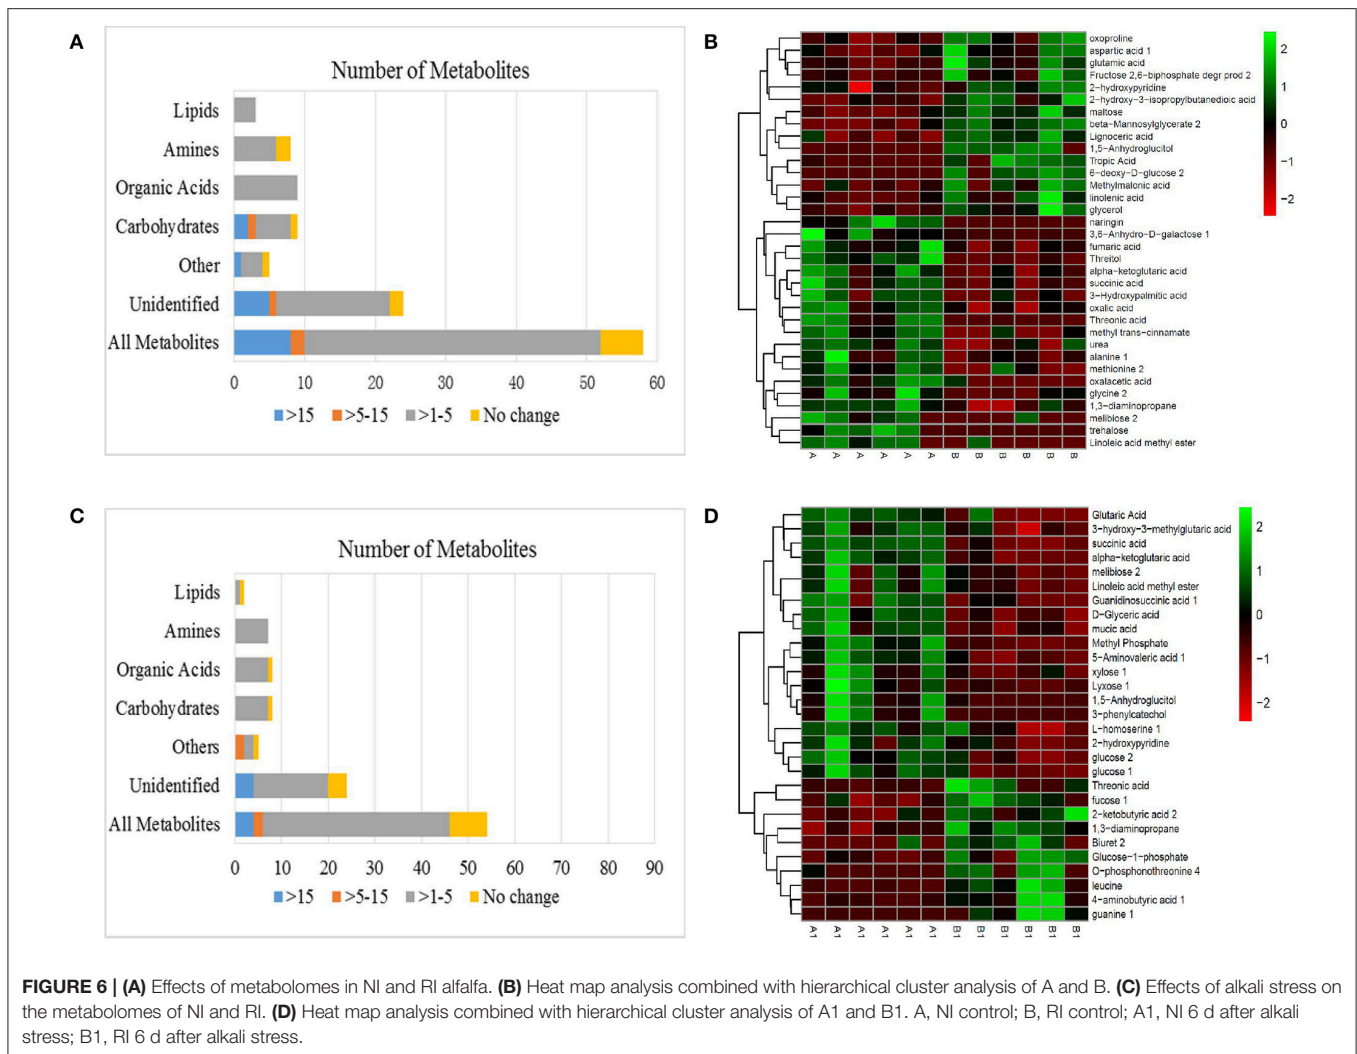 A
Number of Metabolites
Lipids
Amines
Organic Acids
Carbohydrates
Other
Unidentified
All Metabolites
0 10 20 30 40 50 60
>15 >5-15 >1-5 No change
B
oxoproline
aspartic acid 1
glutamic acid
Fructose 2,6-biphosphate degr prod 2
2-hydroxypyridine
2-hydroxy-3-isopropylbutanedioic acid
maltose
beta-Mannosylglycerate 2
Lignoceric acid
1,5-Anhydroglucitol
Tropic Acid
6-deoxy-D-glucose 2
Methylmalonic acid
linolenic acid
glycerol
naringin
3,6-Anhydro-D-galactose 1
fumaric acid
Threitol
alpha-ketoglutaric acid
succinic acid
3-Hydroxypalmitic acid
oxalic acid
Threonic acid
methyl trans-cinnamate
urea
alanine 1
methionine 2
oxalacetic acid
glycine 2
1,3-diaminopropane
melibiose 2
trehalose
Linoleic acid methyl ester
A A A A A A B B B B B B
2
1
0
-1
-2
C
Number of Metabolites
Lipids
Amines
Organic Acids
Carbohydrates
Others
Unidentified
All Metabolites
0 10 20 30 40 50 60 70 80 90
>15 >5-15 >1-5 No change
D
Glutaric Acid
3-hydroxy-3-methylglutaric acid
succinic acid
alpha-ketoglutaric acid
melibiose 2
Linoleic acid methyl ester
Guanidinosuccinic acid 1
D-Glyceric acid
mucic acid
Methyl Phosphate
5-Aminovaleric acid 1
xylose 1
Lyxose 1
1,5-Anhydroglucitol
3-phenylcatechol
L-homoserine 1
2-hydroxypyridine
glucose 2
glucose 1
Threonic acid
fucose 1
2-ketobutyric acid 2
1,3-diaminopropane
Biuret 2
Glucose-1-phosphate
O-phosphonothreonine 4
leucine
4-aminobutyric acid 1
guanine 1
A1 A1 A1 A1 A1 A1 B1 B1 B1 B1 B1 B1
2
1
0
-1
-2
FIGURE 6 | (A) Effects of metabolomes in NI and RI alfalfa. (B) Heat map analysis combined with hierarchical cluster analysis of A and B. (C) Effects of alkali stress on
the metabolomes of NI and RI. (D) Heat map analysis combined with hierarchical cluster analysis of A1 and B1. A, NI control; B, RI control; A1, NI 6 d after alkali
stress; B1, RI 6 d after alkali stress.